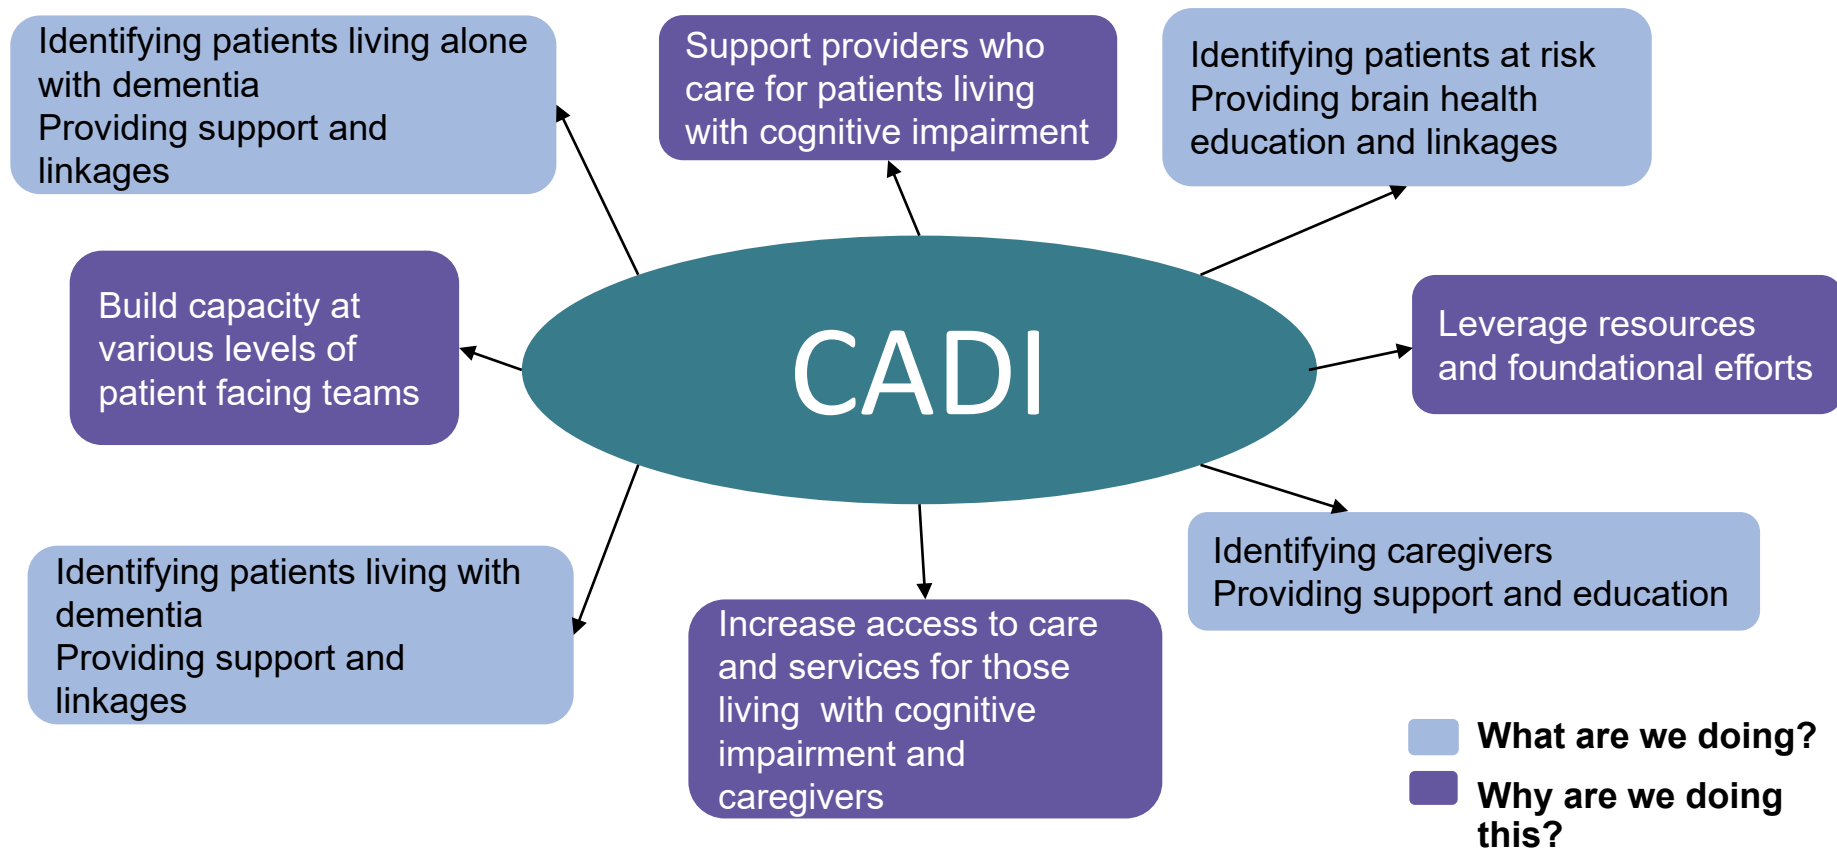 Identifying patients living alone
with dementia
Providing support and
linkages
Support providers who
care for patients living
with cognitive impairment
Identifying patients at risk
Providing brain health
education and linkages
Build capacity at
various levels of
patient facing teams
CADI
Leverage resources
and foundational efforts
Identifying patients living with
dementia
Providing support and
linkages
Increase access to care
and services for those
living  with cognitive
impairment and
caregivers
Identifying caregivers
Providing support and education
What are we doing?
Why are we doing
this?